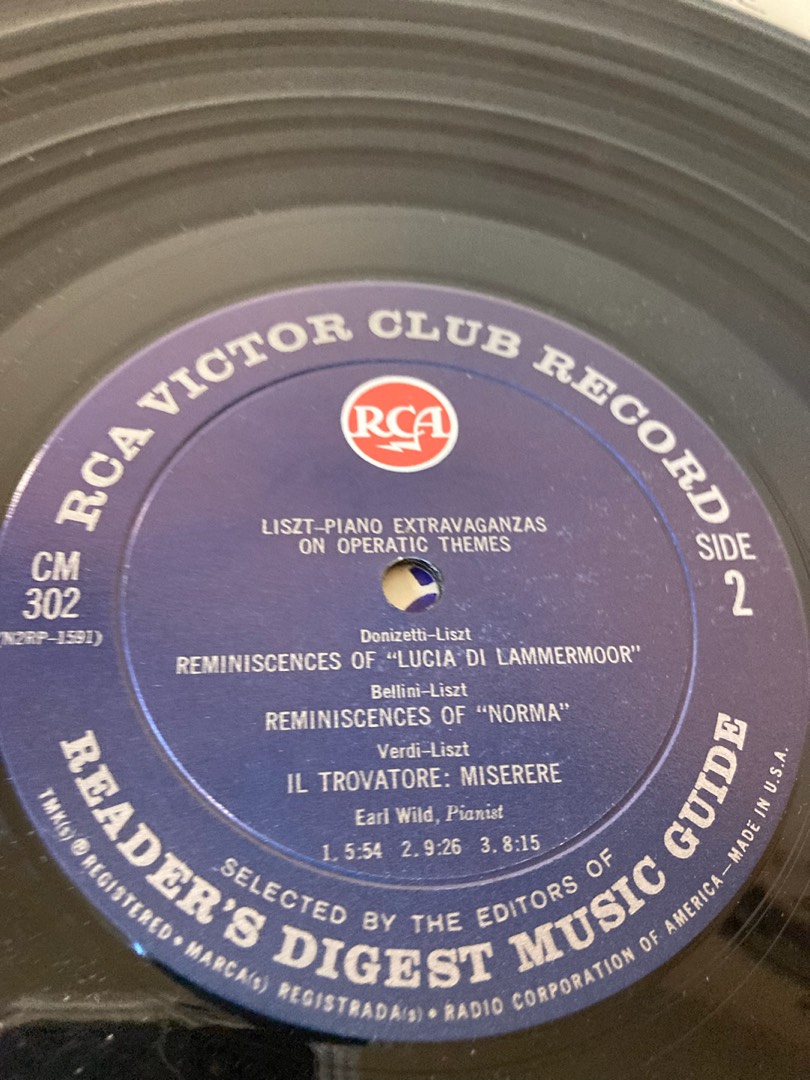 RCA VICTOR CLUB RECORD
RCA
LISZT–PIANO EXTRAVAGANZAS
ON OPERATIC THEMES
CM
302
(N2RP-1591)
SIDE
2
Donizetti–Liszt
REMINISCENCES OF "LUCIA DI LAMMERMOOR"
Bellini–Liszt
REMINISCENCES OF "NORMA"
Verdi–Liszt
IL TROVATORE: MISERERE
Earl Wild, Pianist
1. 5:54 2. 9:26 3. 8:15
SELECTED BY THE EDITORS OF
READER'S DIGEST MUSIC GUIDE
TMK(s) ® REGISTERED • MARCA(s) REGISTRADA(s) • RADIO CORPORATION OF AMERICA—MADE IN U.S.A.